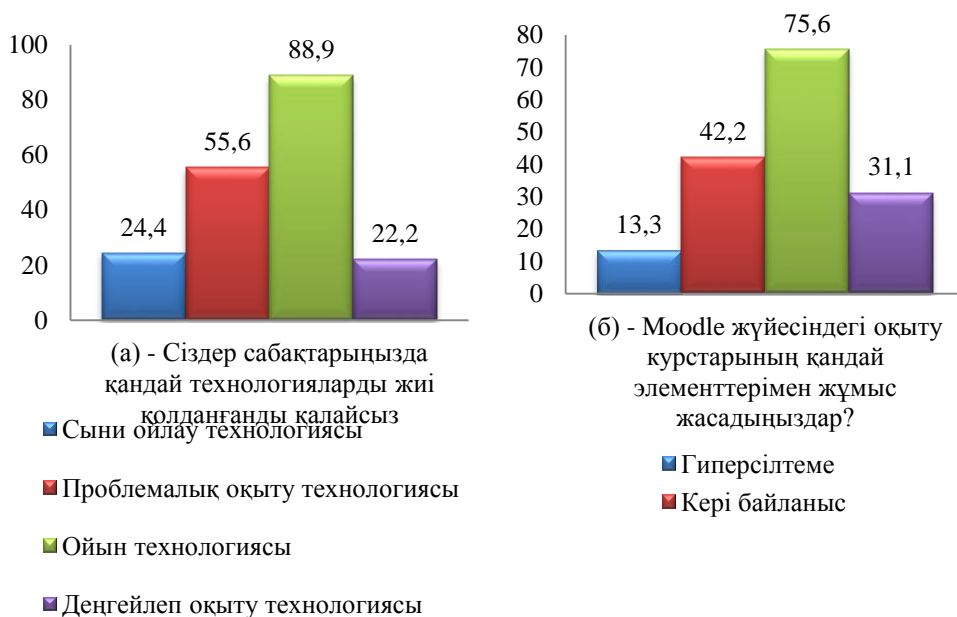 100
80
60
40
20
0
24,4
55,6
88,9
22,2
(а) - Сіздер сабақтарыңызда
қандай технологияларды жиі
қолданғанды қалайсыз
Сыни ойлау технологиясы
Проблемалық оқыту технологиясы
Ойын технологиясы
Деңгейлеп оқыту технологиясы
80
70
60
50
40
30
20
10
0
13,3
42,2
75,6
31,1
(б) - Moodle жүйесіндегі оқыту
курстарының қандай
элементтерімен жұмыс
жасадыңыздар?
Гиперсілтеме
Кері байланыс